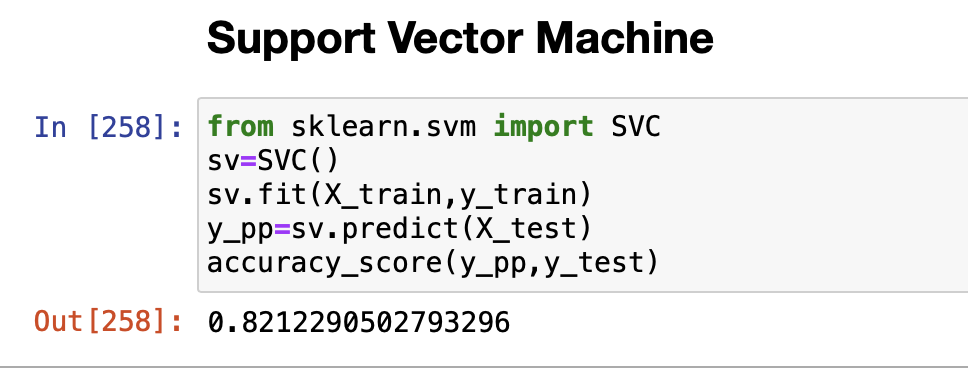 Support Vector Machine
In [258]: from sklearn.svm import SVC
sv=SVC()
sv.fit(X_train,y_train)
y_pp=sv.predict(X_test)
accuracy_score(y_pp,y_test)
Out[258]: 0.8212290502793296